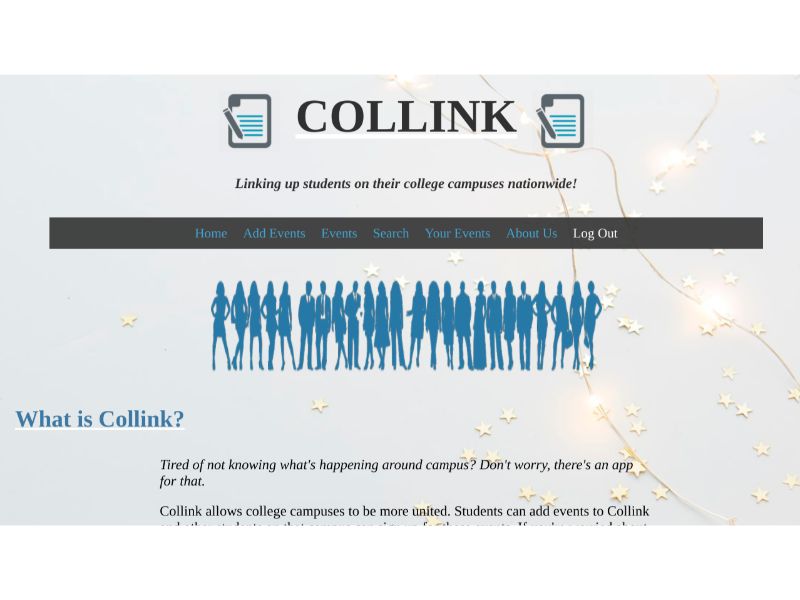 COLLINK
Linking up students on their college campuses nationwide!
Home Add Events Events Search Your Events About Us Log Out
What is Collink?
Tired of not knowing what's happening around campus? Don't worry, there's an app
for that.
Collink allows college campuses to be more united. Students can add events to Collink